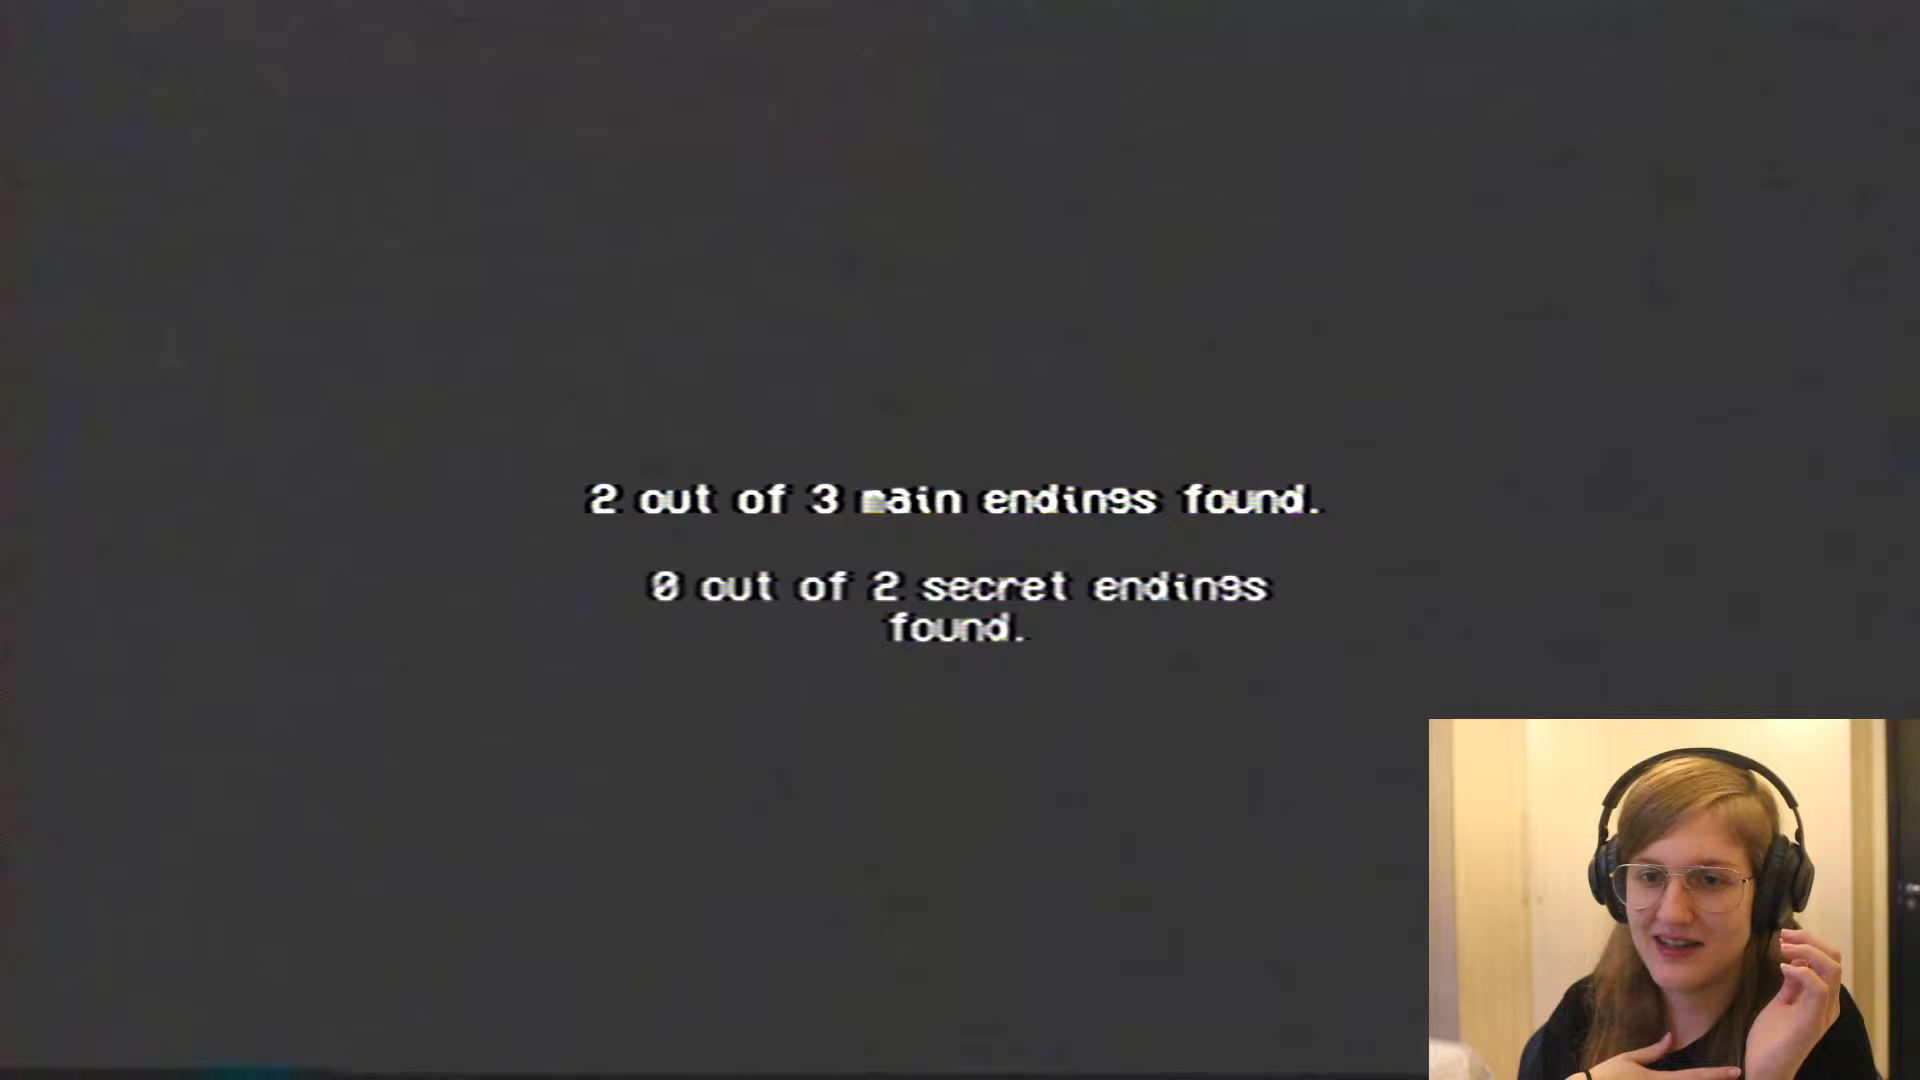 2 out of 3 main endings found.
0 out of 2 secret endings
found.